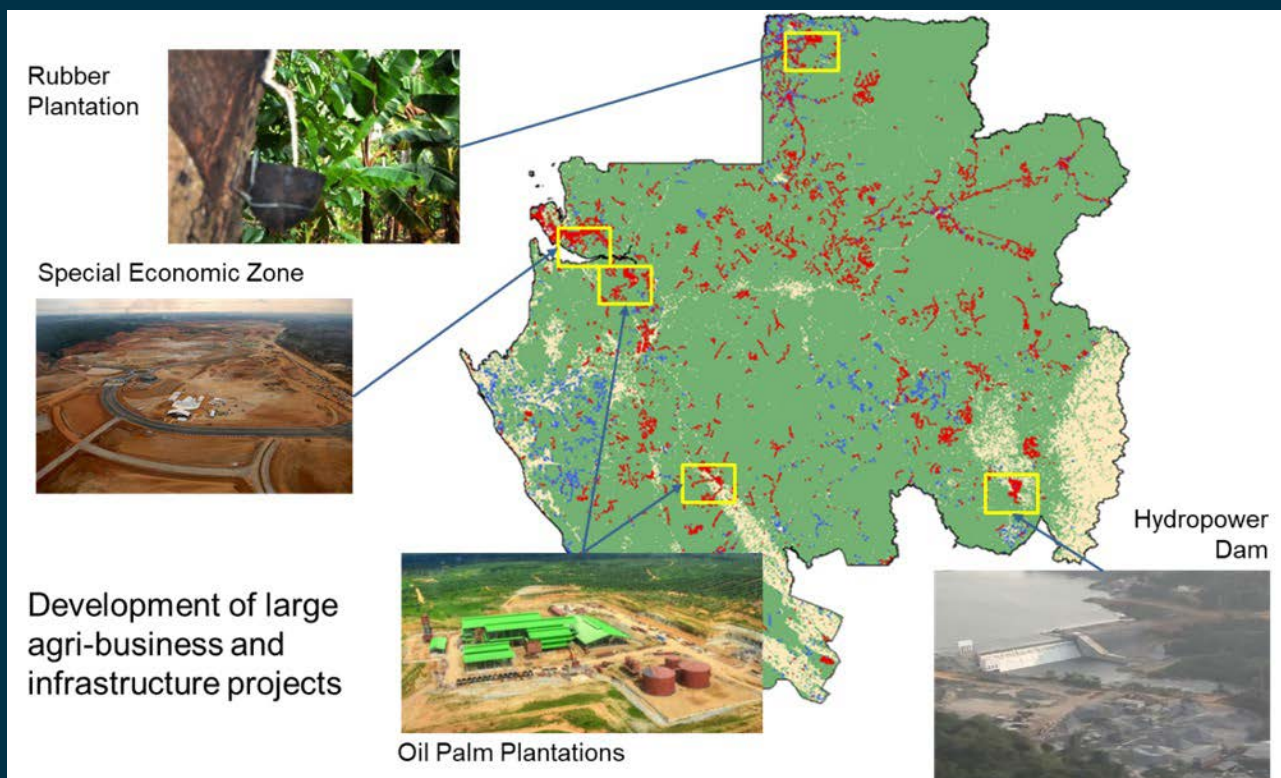 Rubber
Plantation
Special Economic Zone
Hydropower
Dam
Development of large
agri-business and
infrastructure projects
Oil Palm Plantations